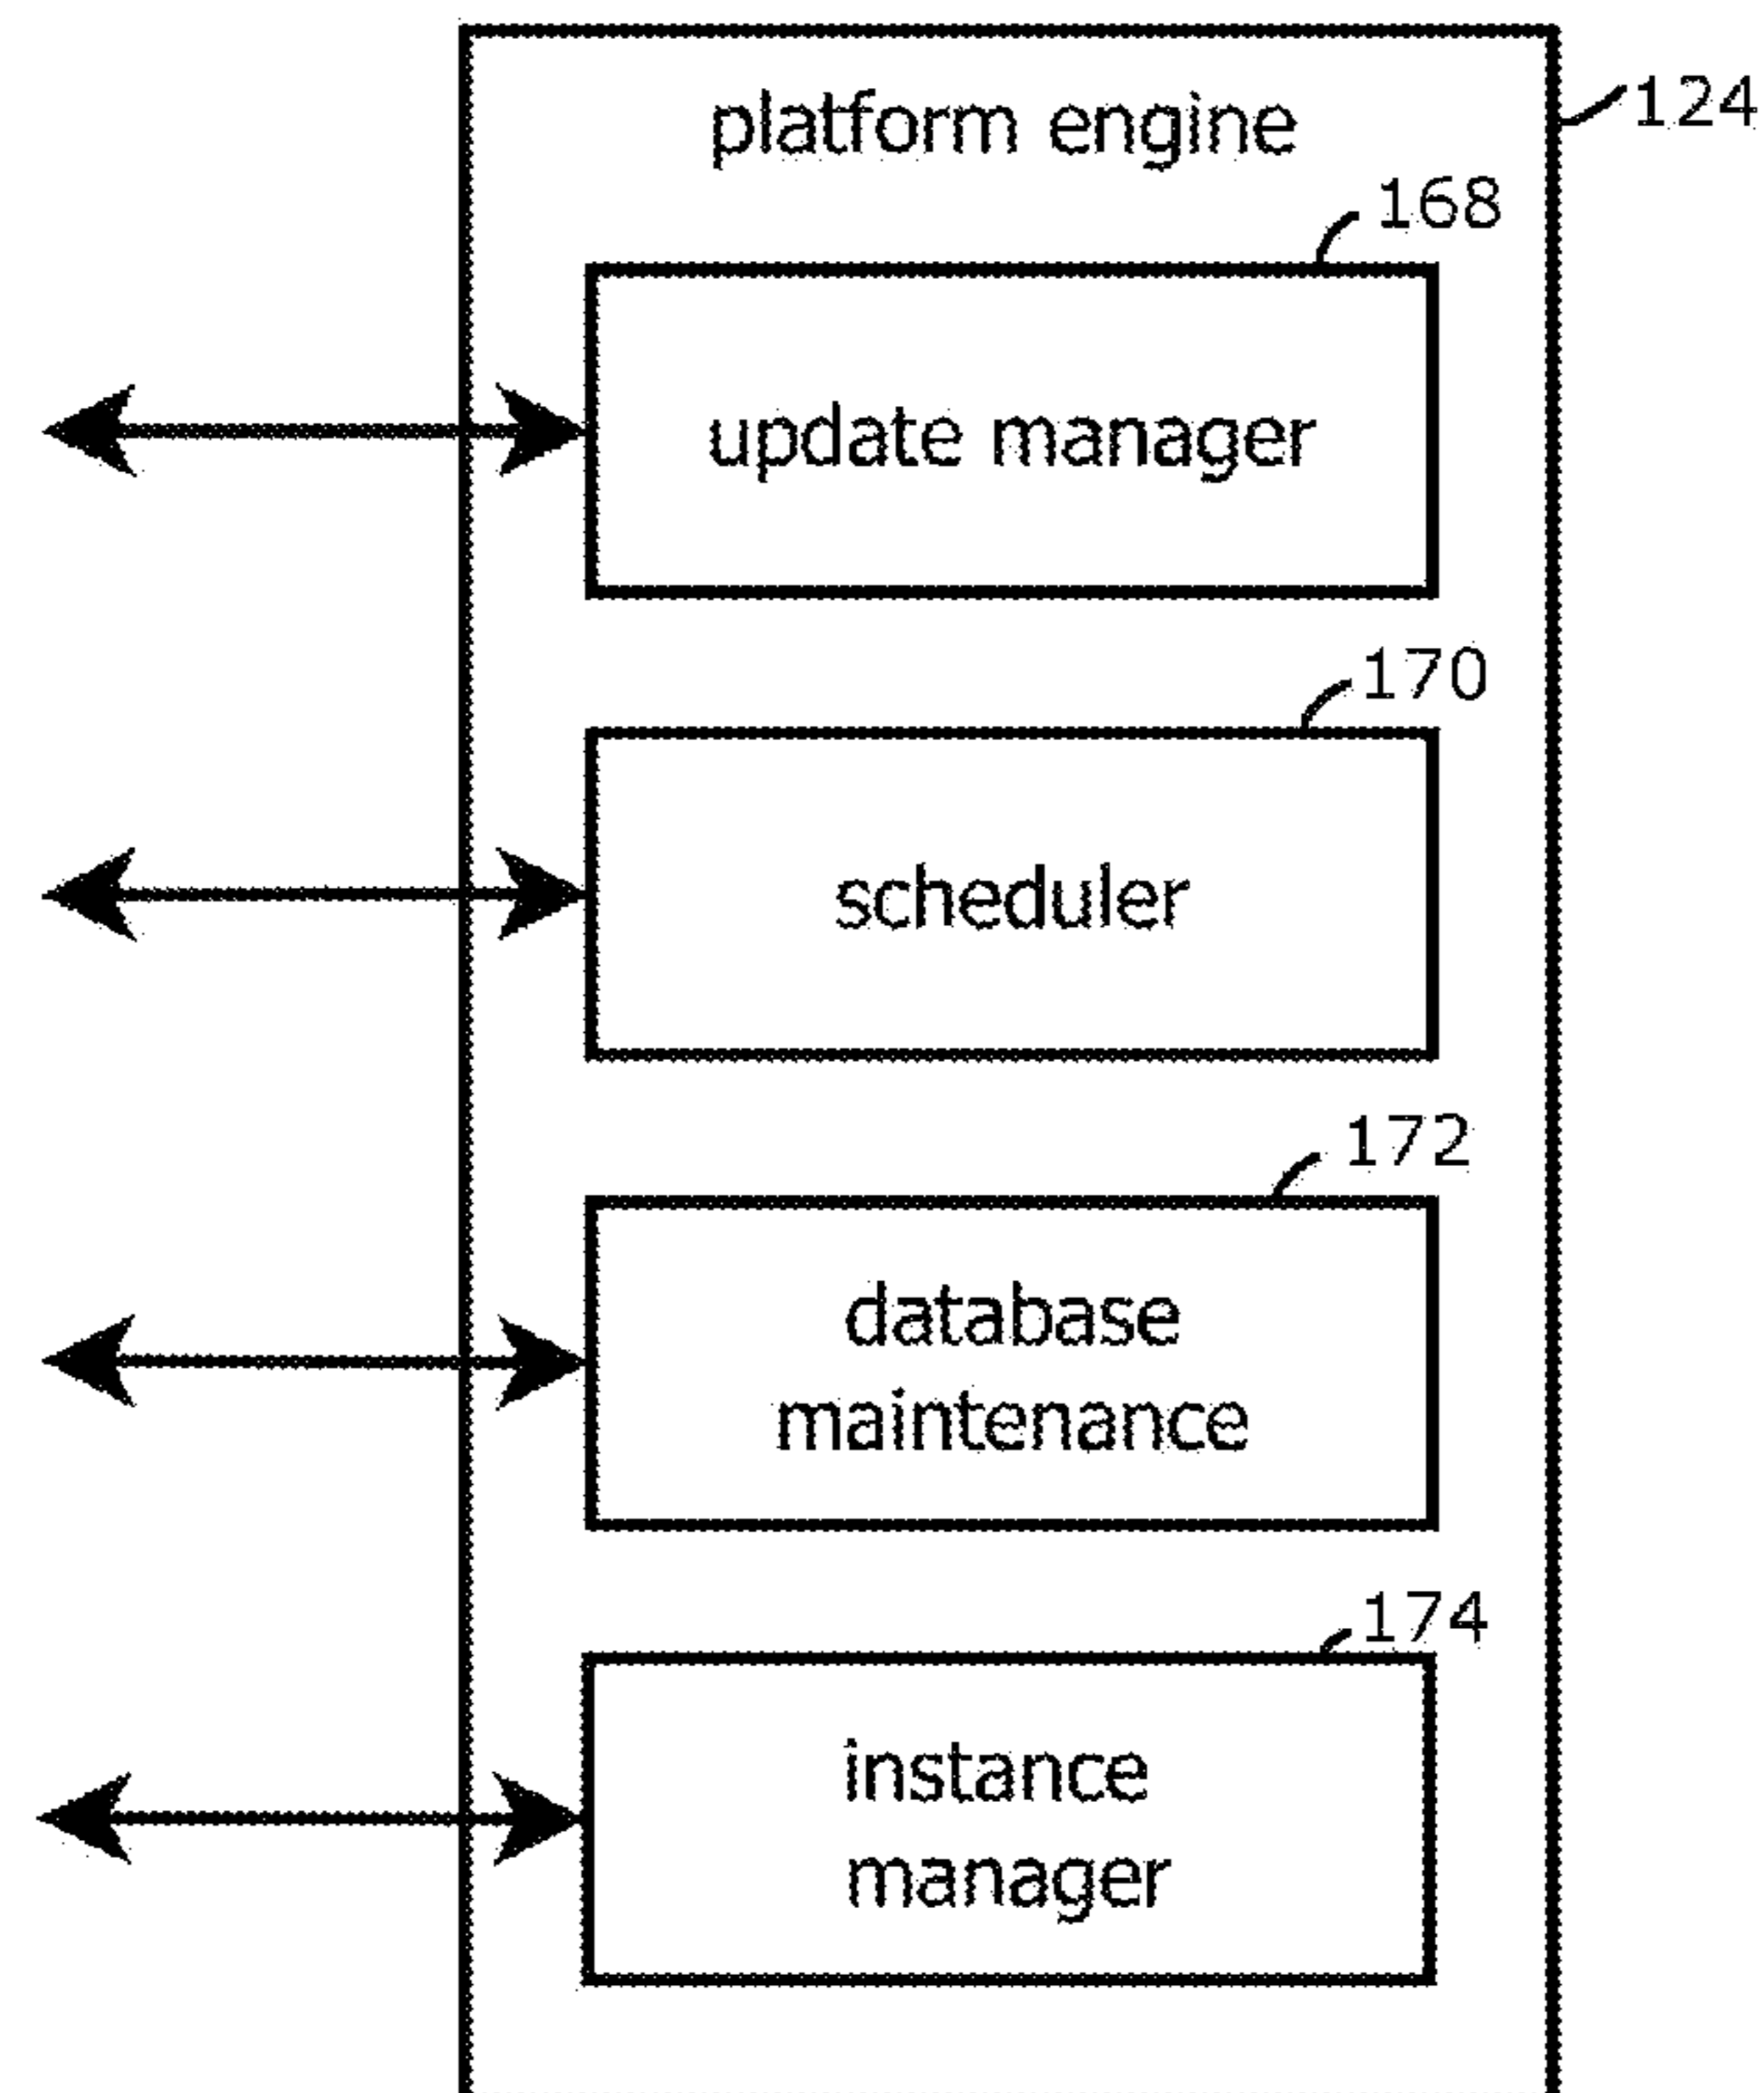 platform engine
124
168
update manager
170
scheduler
172
database
maintenance
174
instance
manager